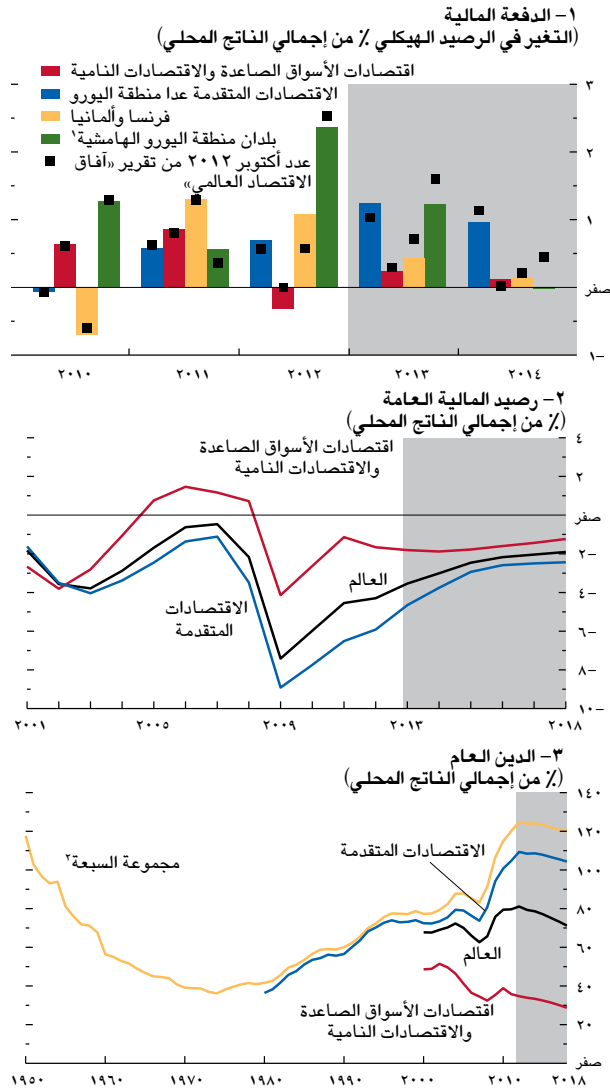 ١– الدفعة المالية
(التغير في الرصيد الهيكلي ٪ من إجمالي الناتج المحلي)
اقتصادات الأسواق الصاعدة والاقتصادات النامية
الاقتصادات المتقدمة عدا منطقة اليورو
فرنسا وألمانيا
بلدان منطقة اليورو الهامشية١
عدد أكتوبر ٢٠١٢ من تقرير «آفاق
الاقتصاد العالمي»
٣
٢
١
صفر
١–
٢٠١٠ ٢٠١١ ٢٠١٢ ٢٠١٣ ٢٠١٤
٢– رصيد المالية العامة
(٪ من إجمالي الناتج المحلي)
اقتصادات الأسواق الصاعدة
والاقتصادات النامية
العالم
الاقتصادات
المتقدمة
٤
٢
صفر
٢–
٤–
٦–
٨–
١٠–
٢٠٠١ ٢٠٠٥ ٢٠٠٩ ٢٠١٣ ٢٠١٨
٣– الدين العام
(٪ من إجمالي الناتج المحلي)
مجموعة السبعة٢
الاقتصادات المتقدمة
العالم
اقتصادات الأسواق الصاعدة
والاقتصادات النامية
١٤٠
١٢٠
١٠٠
٨٠
٦٠
٤٠
٢٠
صفر
١٩٥٠ ١٩٦٠ ١٩٧٠ ١٩٨٠ ١٩٩٠ ٢٠٠٠ ٢٠١٨